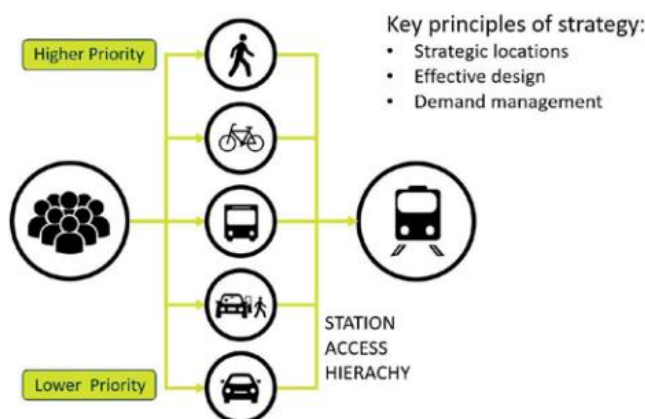 Key principles of strategy:
• Strategic locations
• Effective design
• Demand management
Higher Priority
STATION
ACCESS
HIERACHY
Lower Priority